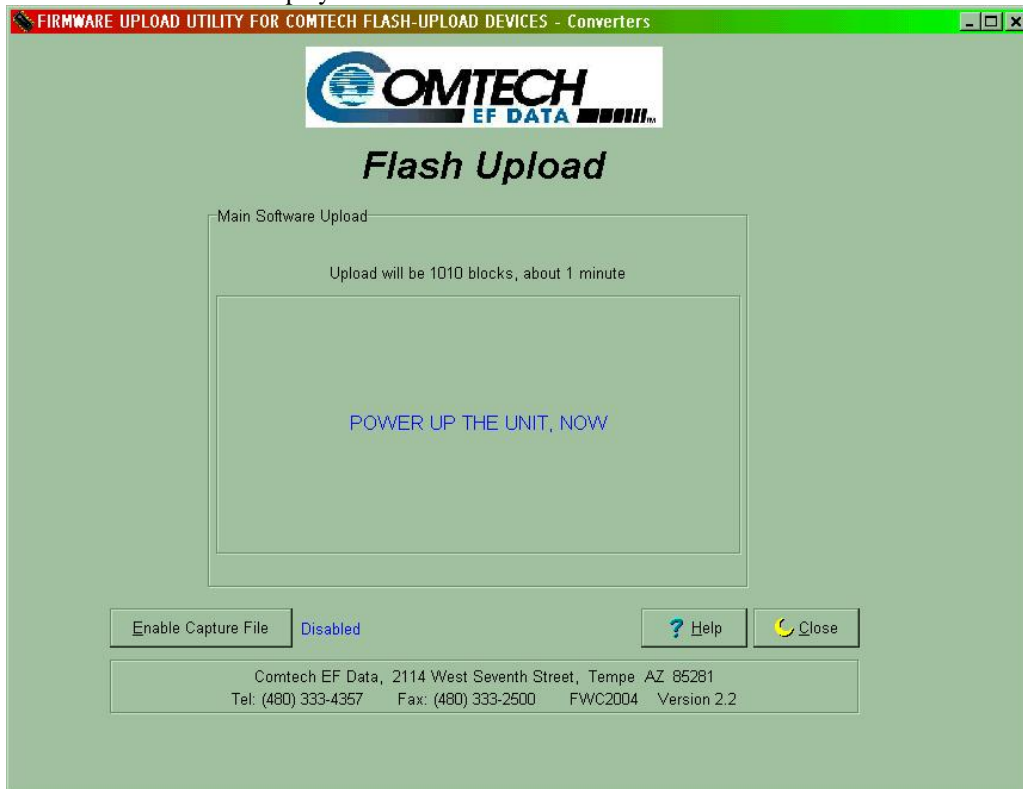 FIRMWARE UPLOAD UTILITY FOR COMTECH FLASH-UPLOAD DEVICES - Converters
COMTECH
EF DATA
Flash Upload
Main Software Upload
Upload will be 1010 blocks, about 1 minute
POWER UP THE UNIT, NOW
Enable Capture File Disabled ? Help Close
Comtech EF Data, 2114 West Seventh Street, Tempe AZ 85281
Tel: (480) 333-4357 Fax: (480) 333-2500 FWC2004 Version 2.2